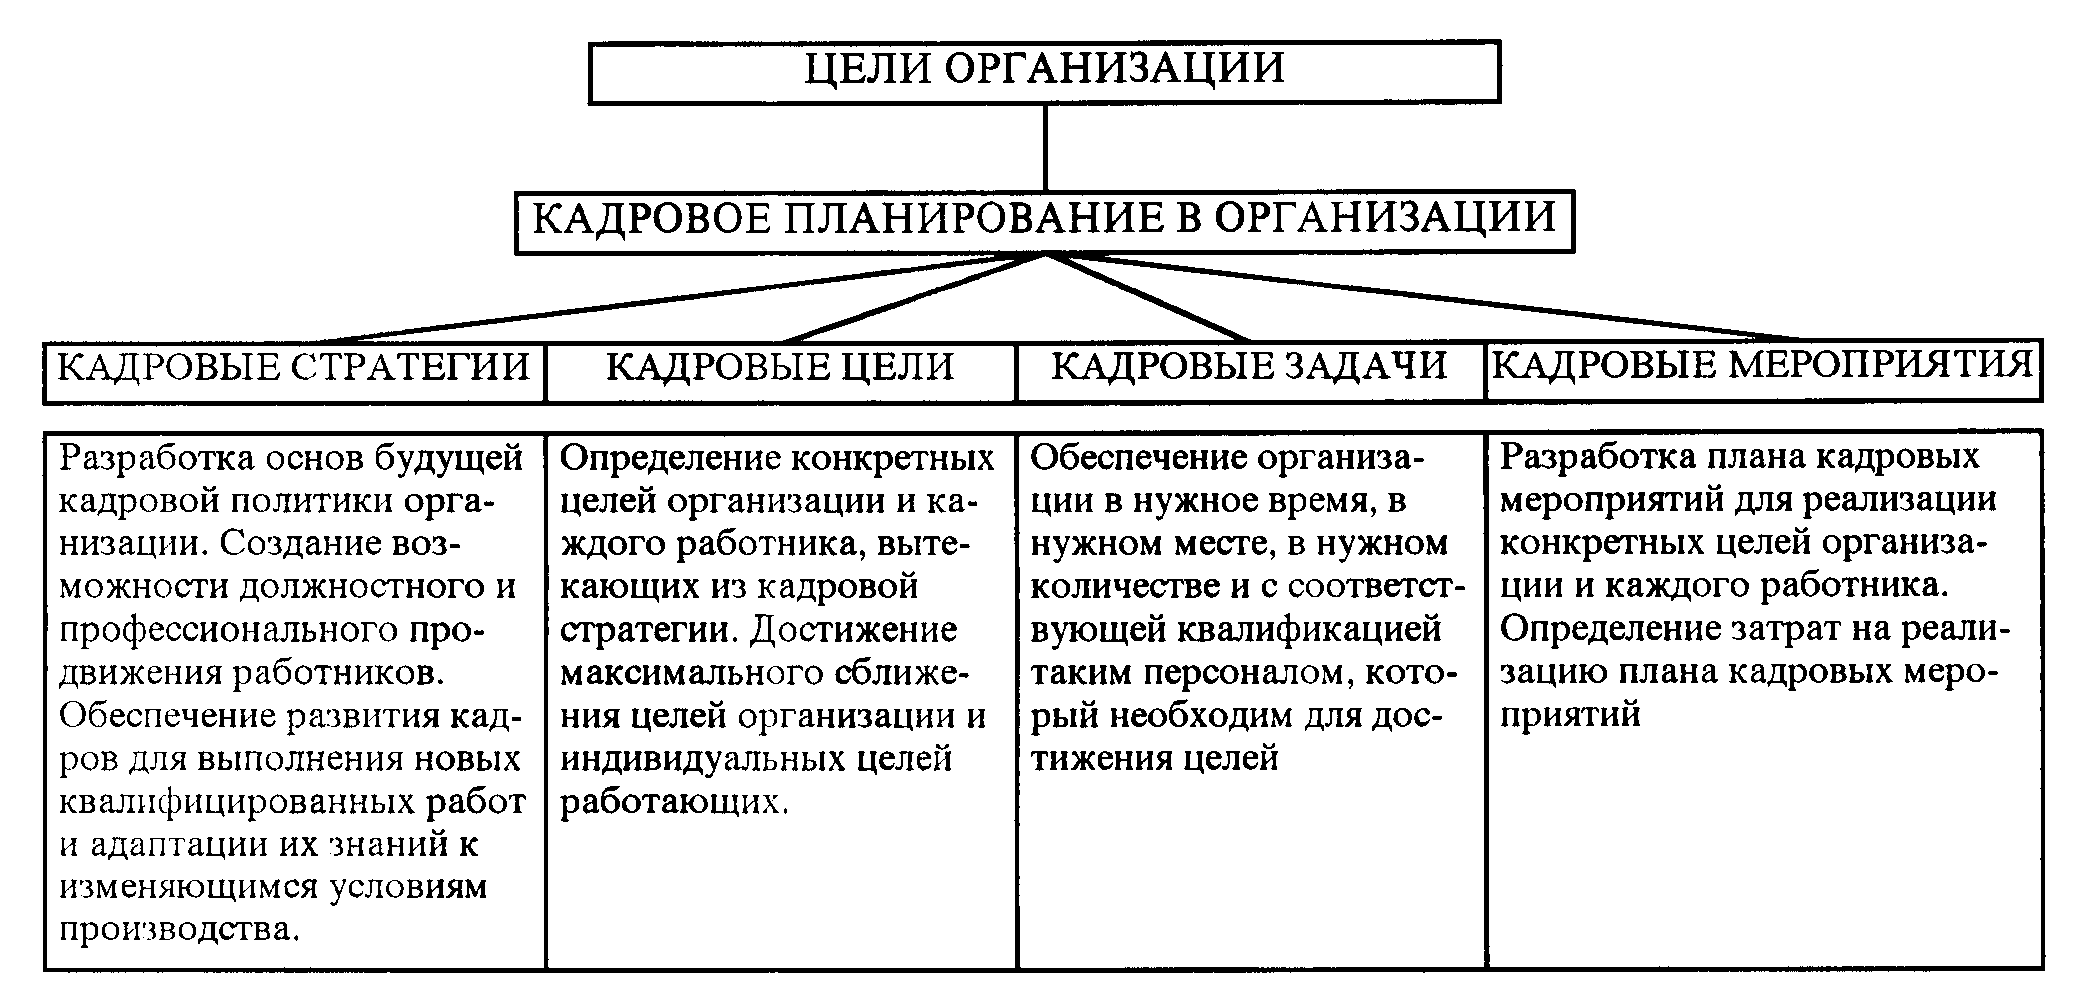 ЦЕЛИ ОРГАНИЗАЦИИ
КАДРОВОЕ ПЛАНИРОВАНИЕ В ОРГАНИЗАЦИИ
КАДРОВЫЕ СТРАТЕГИИ
КАДРОВЫЕ ЦЕЛИ
КАДРОВЫЕ ЗАДАЧИ
КАДРОВЫЕ МЕРОПРИЯТИЯ
Разработка основ будущей
кадровой политики орга-
низации. Создание воз-
можности должностного и
профессионального про-
движения работников.
Обеспечение развития кад-
ров для выполнения новых
квалифицированных работ
и адаптации их знаний к
изменяющимся условиям
производства.
Определение конкретных
целей организации и ка-
ждого работника, выте-
кающих из кадровой
стратегии. Достижение
максимального сближе-
ния целей организации и
индивидуальных целей
работающих.
Обеспечение организа-
ции в нужное время, в
нужном месте, в нужном
количестве и с соответст-
вующей квалификацией
таким персоналом, кото-
рый необходим для дос-
тижения целей
Разработка плана кадровых
мероприятий для реализации
конкретных целей организа-
ции и каждого работника.
Определение затрат на реали-
зацию плана кадровых меро-
приятий